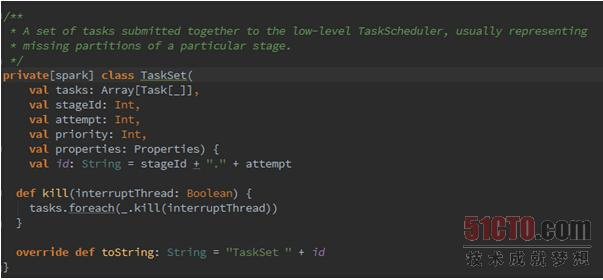 /**
* A set of tasks submitted together to the low-level TaskScheduler, usually representing
* missing partitions of a particular stage.
*/
private[spark] class TaskSet(
val tasks: Array[Task[_]],
val stageId: Int,
val attempt: Int,
val priority: Int,
val properties: Properties) {
val id: String = stageId + "." + attempt
def kill(interruptThread: Boolean) {
tasks.foreach(_.kill(interruptThread))
}
override def toString: String = "TaskSet " + id
}
51CTO.com
技术成就梦想